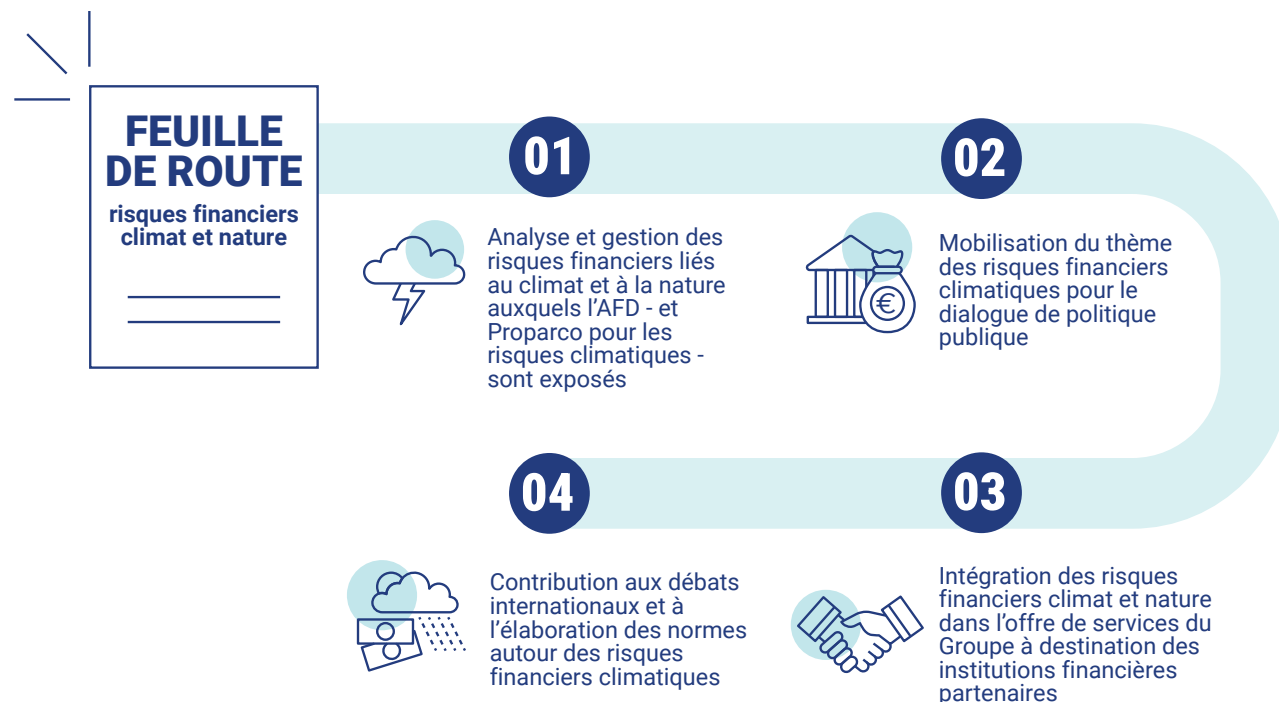 FEUILLE
DE ROUTE
risques financiers
climat et nature
01
Analyse et gestion des
risques financiers liés
au climat et à la nature
auxquels l'AFD - et
Proparco pour les
risques climatiques -
sont exposés
02
Mobilisation du thème
des risques financiers
climatiques pour le
dialogue de politique
publique
03
Intégration des risques
financiers climat et nature
dans l'offre de services du
Groupe à destination des
institutions financières
partenaires
04
Contribution aux débats
internationaux et à
l'élaboration des normes
autour des risques
financiers climatiques
€